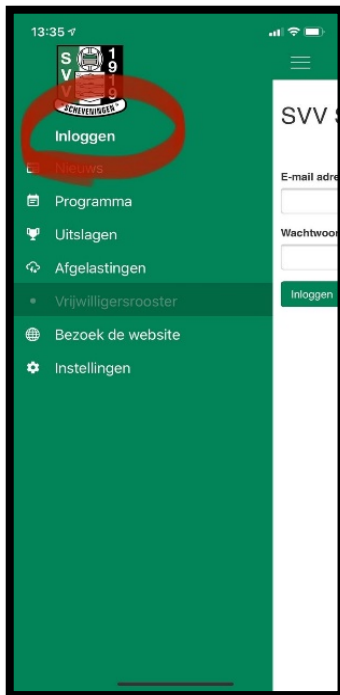 13:35
S 1
V 9
V 1
9
"SCHEVENINGEN"
Inloggen
Nieuws
Programma
Uitslagen
Afgelastingen
Vrijwilligersrooster
Bezoek de website
Instellingen
SVV
E-mail adre
Wachtwoor
Inloggen